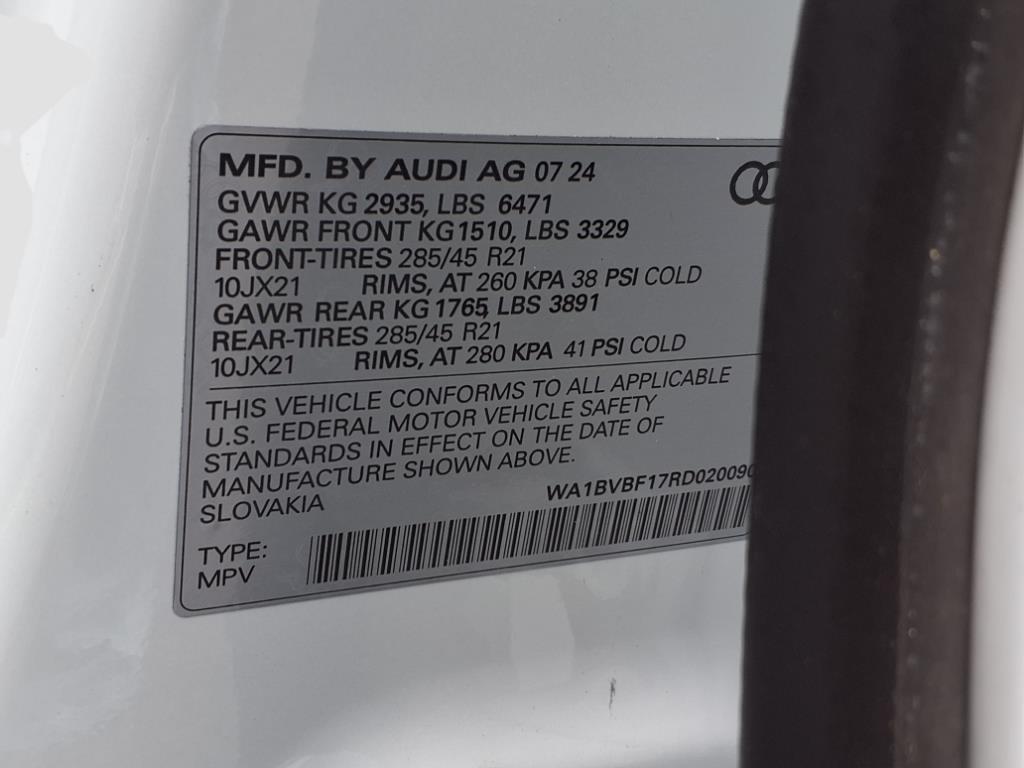 MFD. BY AUDI AG 07 24
GVWR KG 2935, LBS 6471
GAWR FRONT KG1510, LBS 3329
FRONT-TIRES 285/45 R21
10JX21 RIMS, AT 260 KPA 38 PSI COLD
GAWR REAR KG 1765, LBS 3891
REAR-TIRES 285/45 R21
10JX21 RIMS, AT 280 KPA 41 PSI COLD
THIS VEHICLE CONFORMS TO ALL APPLICABLE
U.S. FEDERAL MOTOR VEHICLE SAFETY
STANDARDS IN EFFECT ON THE DATE OF
MANUFACTURE SHOWN ABOVE.
SLOVAKIA
WA1BVBF17RD020090
TYPE:
MPV